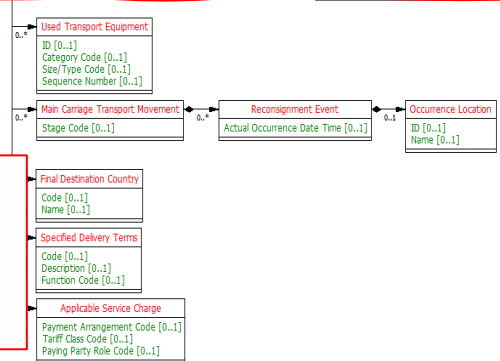 Used Transport Equipment
0..*
ID [0..1]
Category Code [0..1]
Size/Type Code [0..1]
Sequence Number [0..1]
Main Carriage Transport Movement
Reconsignment Event
Occurrence Location
0..*
0..*
0..1
Stage Code [0..1]
Actual Occurrence Date Time [0..1]
ID [0..1]
Name [0..1]
Final Destination Country
Code [0..1]
Name [0..1]
Specified Delivery Terms
Code [0..1]
Description [0..1]
Function Code [0..1]
Applicable Service Charge
Payment Arrangement Code [0..1]
Tariff Class Code [0..1]
Paying Party Role Code [0..1]